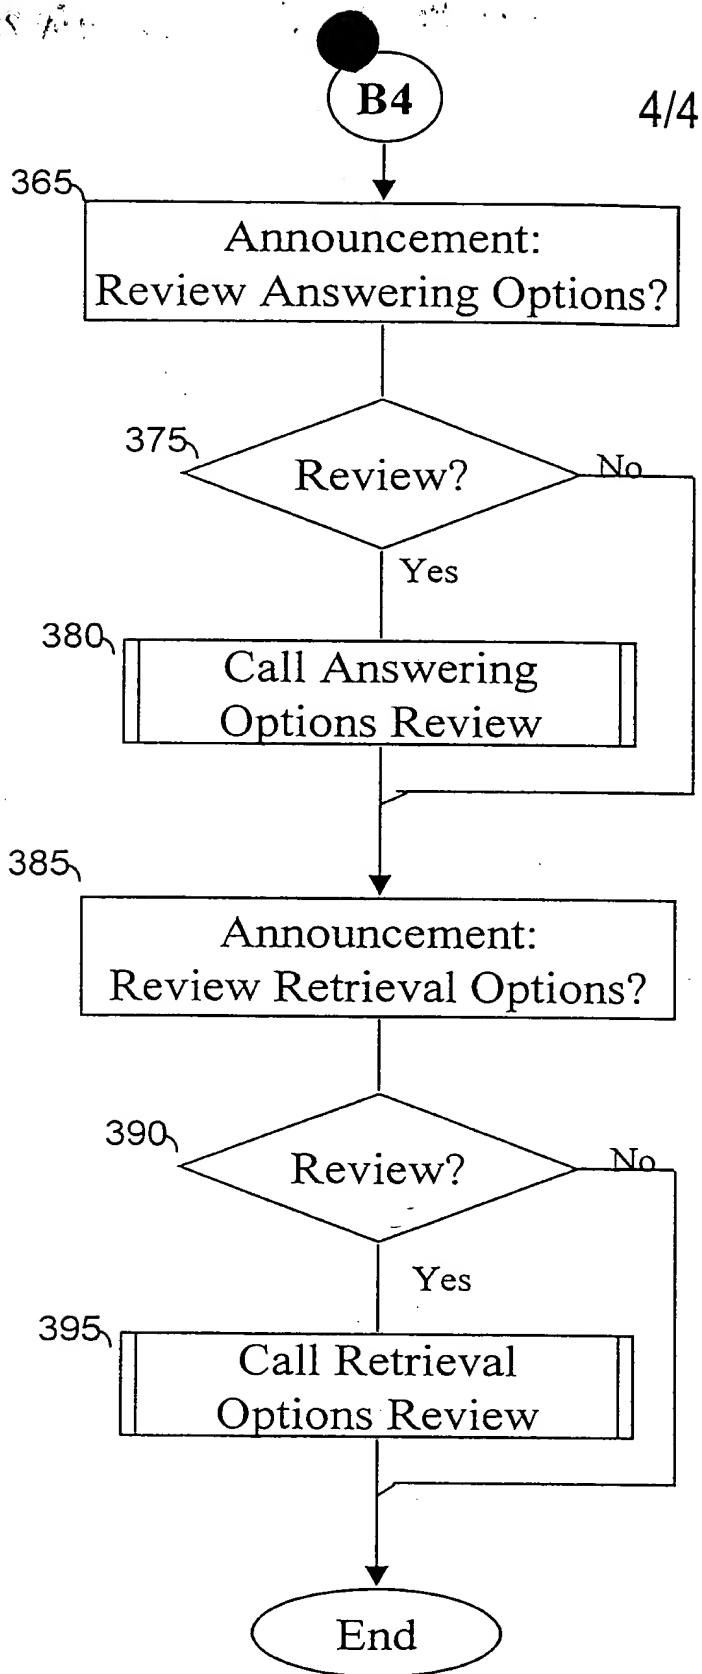 B4
4/4
365
Announcement:
Review Answering Options?
375
Review?
No
Yes
380
Call Answering
Options Review
385
Announcement:
Review Retrieval Options?
390
Review?
No
Yes
395
Call Retrieval
Options Review
End